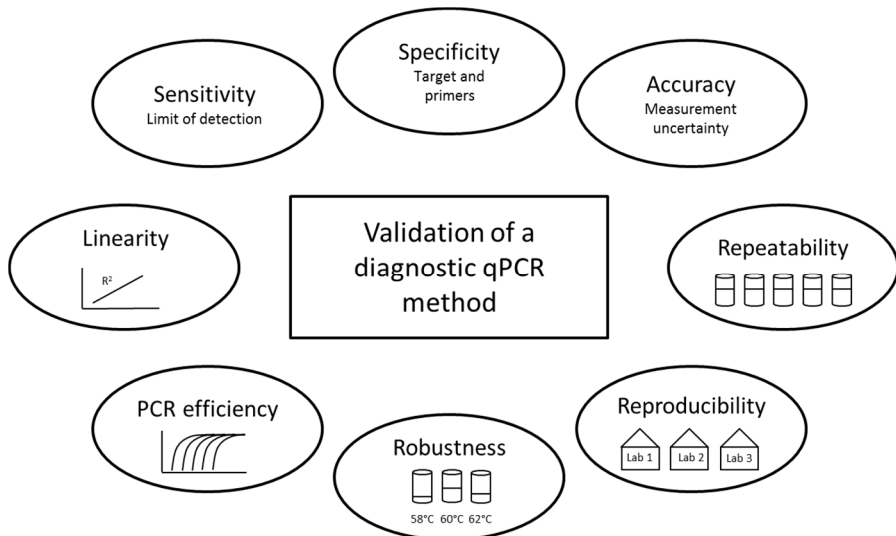 Specificity
Target and
primers
Sensitivity
Limit of detection
Accuracy
Measurement
uncertainty
Linearity
R²
Validation of a
diagnostic qPCR
method
Repeatability
PCR efficiency
Reproducibility
Lab 1 Lab 2 Lab 3
Robustness
58°C 60°C 62°C